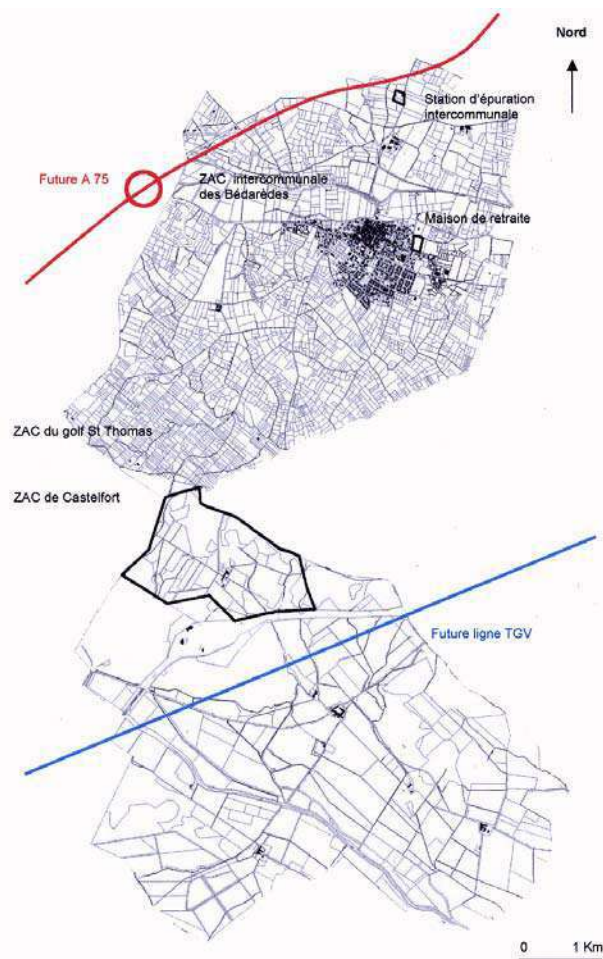 Nord
Station d'épuration
intercommunale
Future A 75
ZAC intercommunale
des Bédarèdes
Maison de retraite
ZAC du golf St Thomas
ZAC de Castelfort
Future ligne TGV
0 1 Km